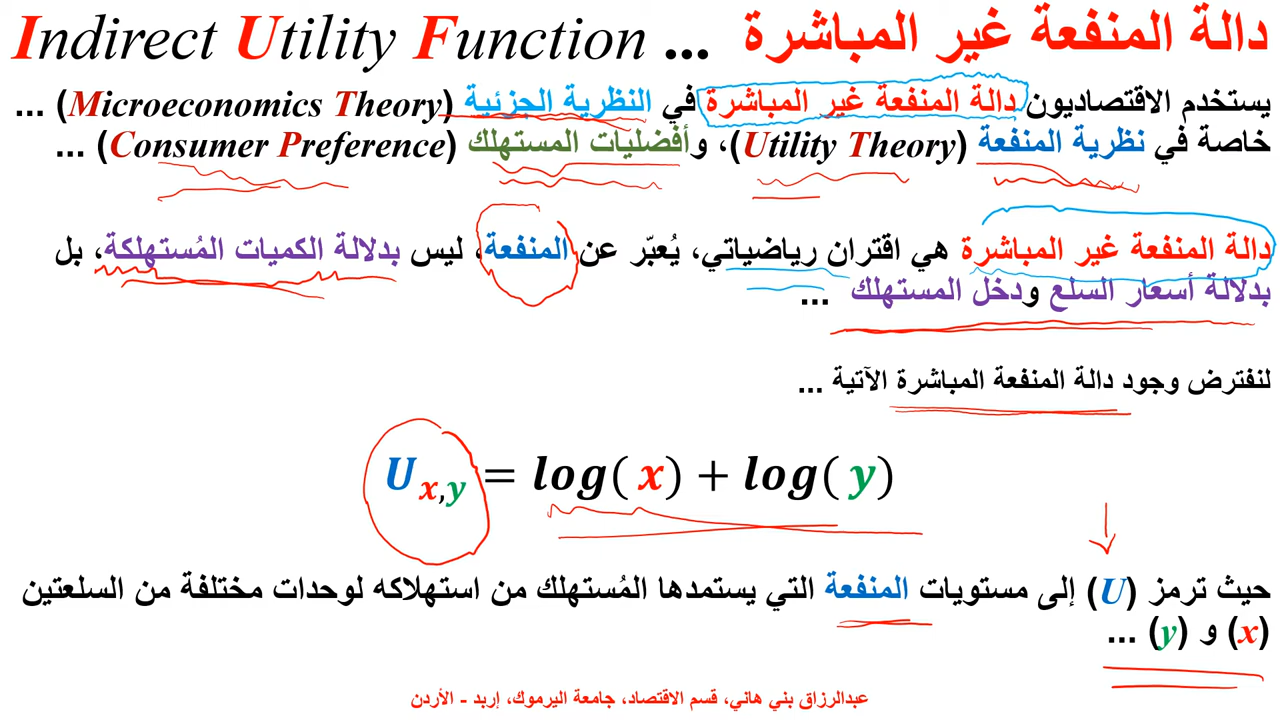 دالة المنفعة غير المباشرة ... Indirect Utility Function
يستخدم الاقتصاديون دالة المنفعة غير المباشرة في النظرية الجزئية (Microeconomics Theory) ...
خاصة في نظرية المنفعة (Utility Theory)، وأفضليات المستهلك (Consumer Preference) ...
دالة المنفعة غير المباشرة هي اقتران رياضياتي، يُعبّر عن المنفعة، ليس بدلالة الكميات المُستهلكة، بل
بدلالة أسعار السلع ودخل المستهلك ...
لنفترض وجود دالة المنفعة المباشرة الآتية ...
U x,y = log( x) + log( y)
حيث ترمز (U) إلى مستويات المنفعة التي يستمدها المُستهلك من استهلاكه لوحدات مختلفة من السلعتين
(x) و (y) ...
عبدالرزاق بني هاني، قسم الاقتصاد، جامعة اليرموك، إربد - الأردن